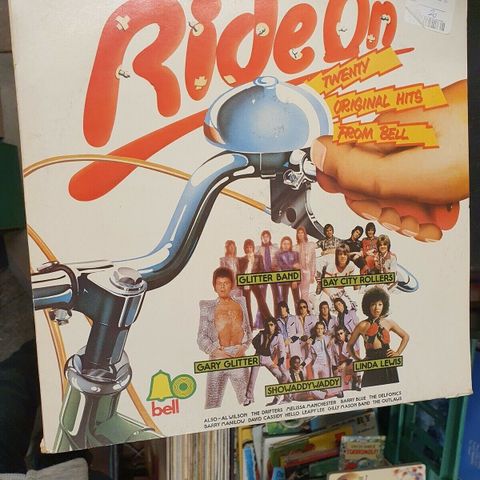 Ride On
TWENTY
ORIGINAL HITS
FROM BELL
GLITTER BAND
BAY CITY ROLLERS
GARY GLITTER
LINDA LEWIS
SHOWADDYWADDY
bell
ALSO-AL WILSON THE DRIFTERS MELISSA MANCHESTER BARRY BLUE THE DELFONICS
BARRY MANILOW DAVID CASSIDY HELLO LEAPY LEE GILLY MASON BAND THE OUTLAWS